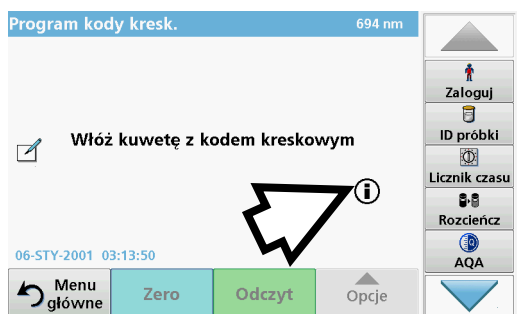 Program kody kresk. 694 nm
Włóż kuwetę z kodem kreskowym
i
06-STY-2001 03:13:50
Menu główne
Zero
Odczyt
Opcje
Zaloguj
ID próbki
Licznik czasu
Rozcieńcz
AQA